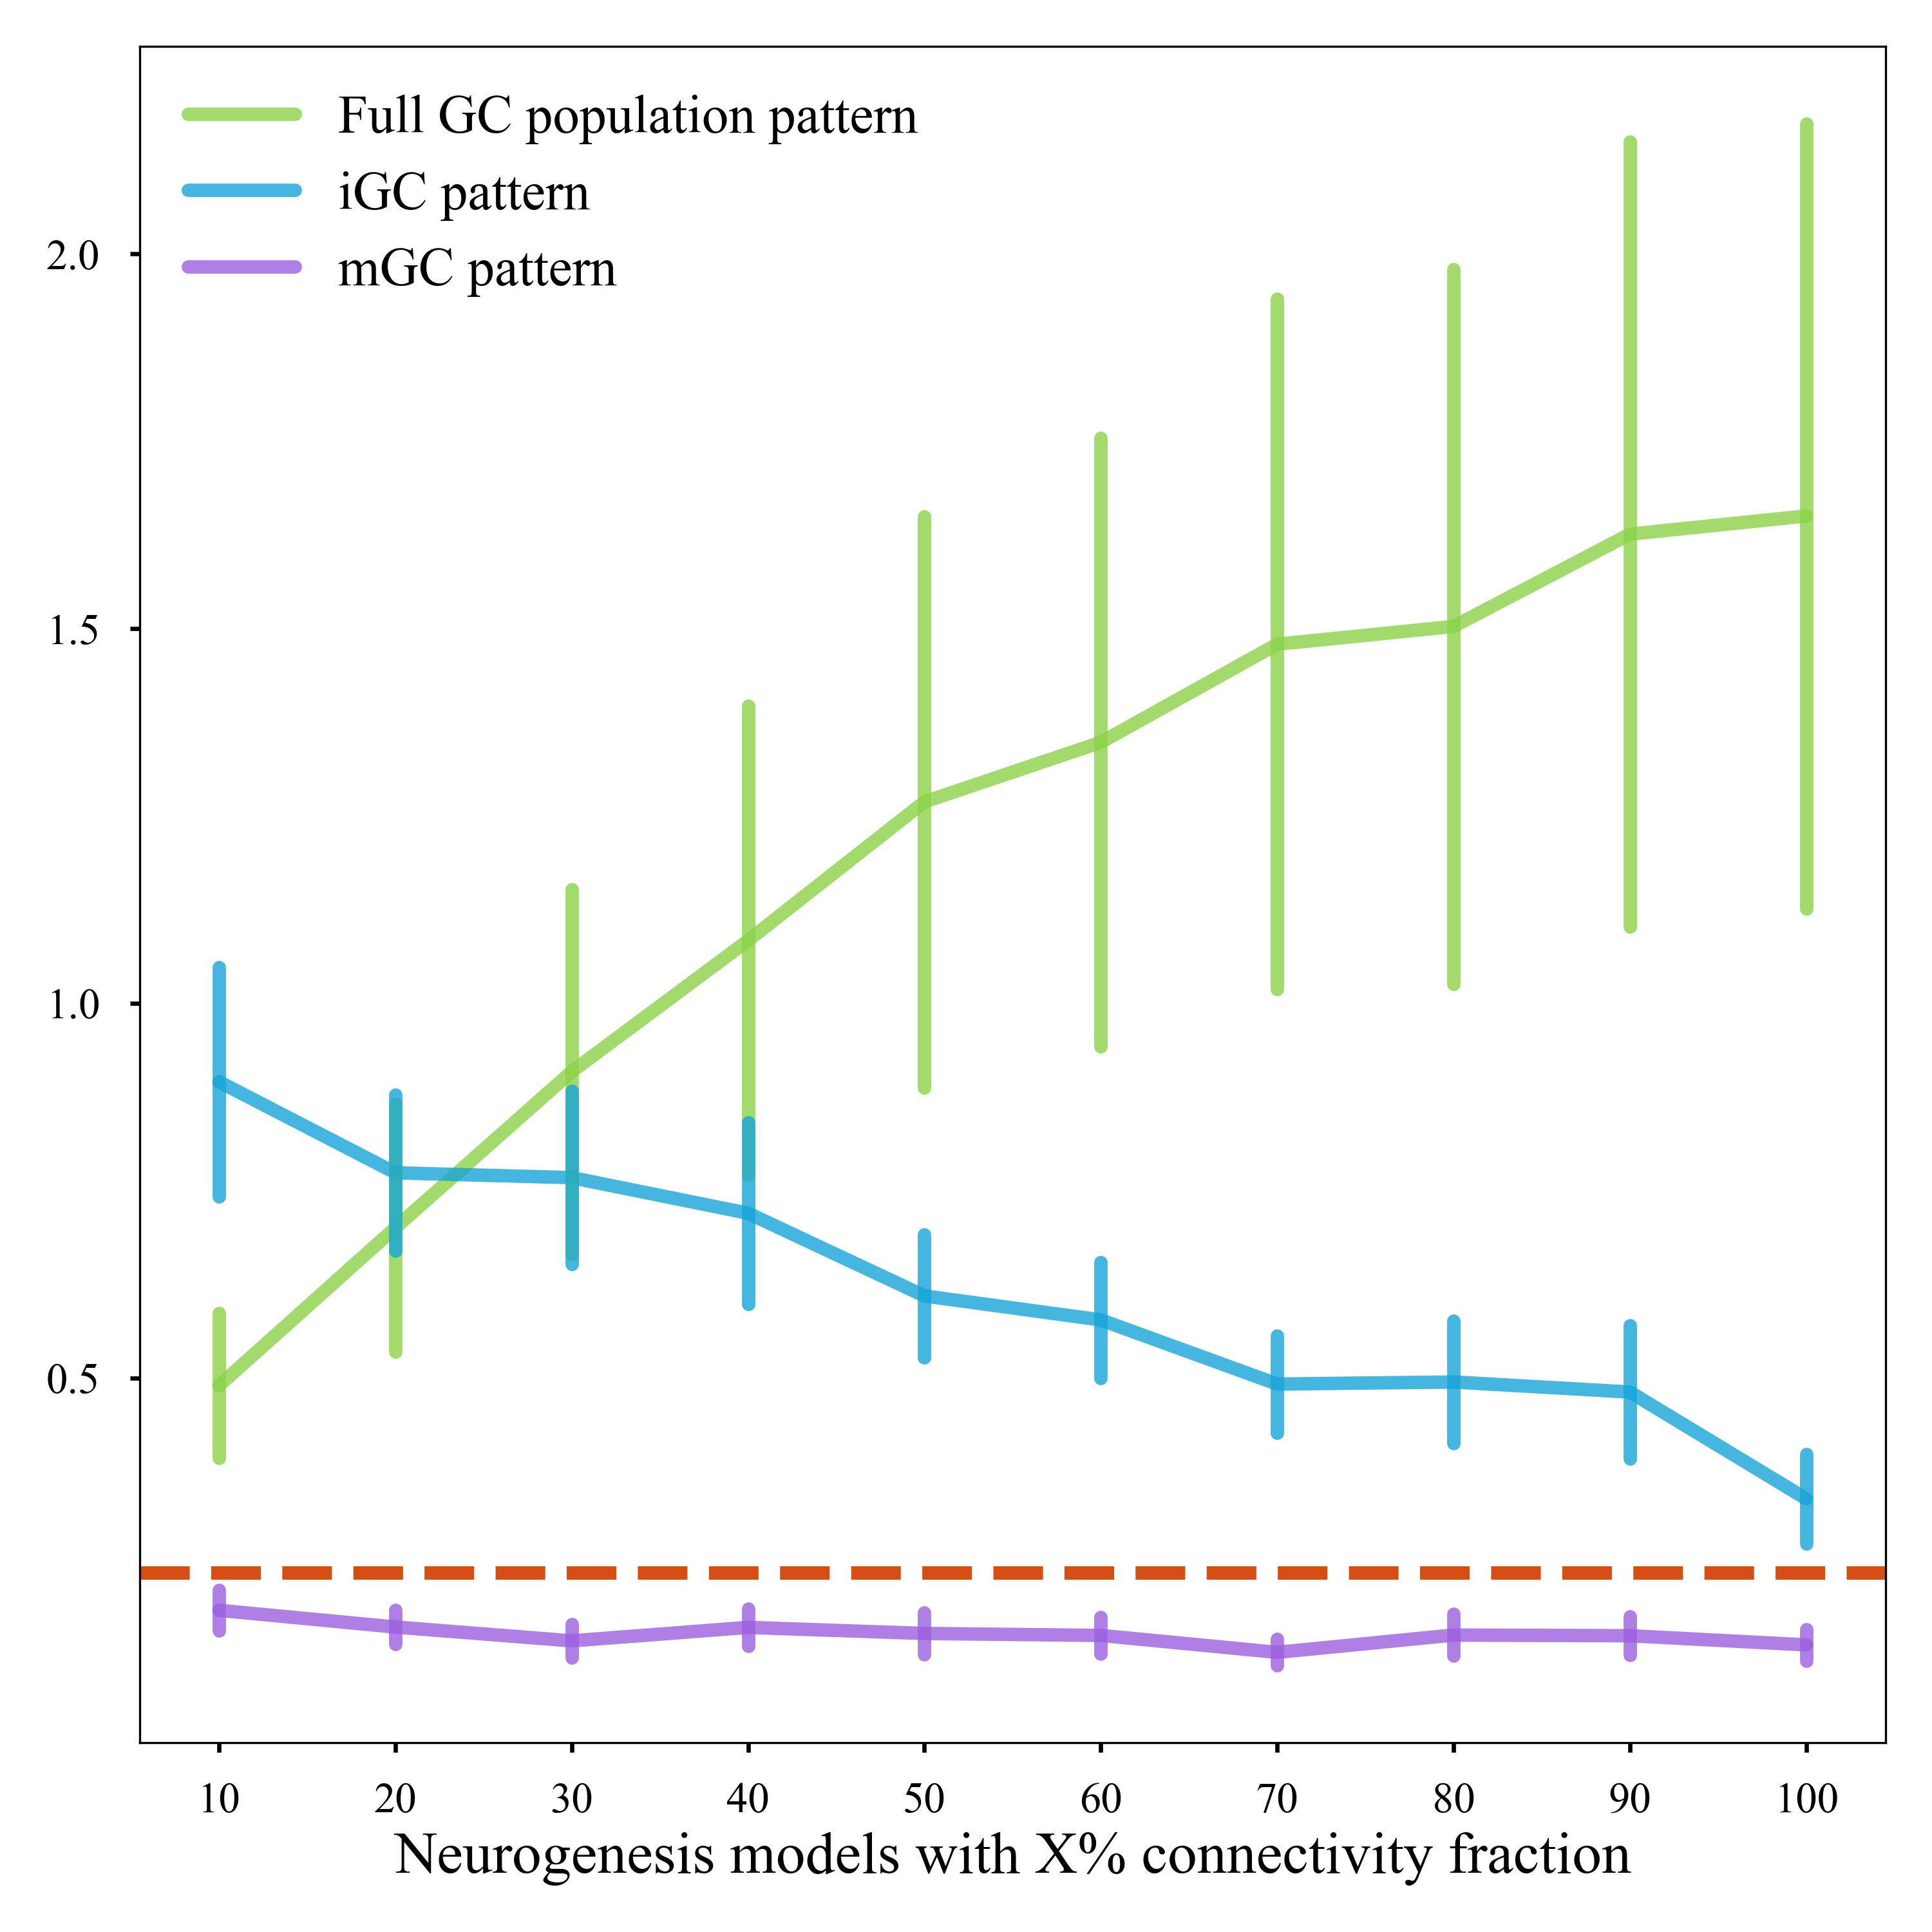 Full GC population pattern
iGC pattern
mGC pattern
2.0
1.5
1.0
0.5
10 20 30 40 50 60 70 80 90 100
Neurogenesis models with X% connectivity fraction